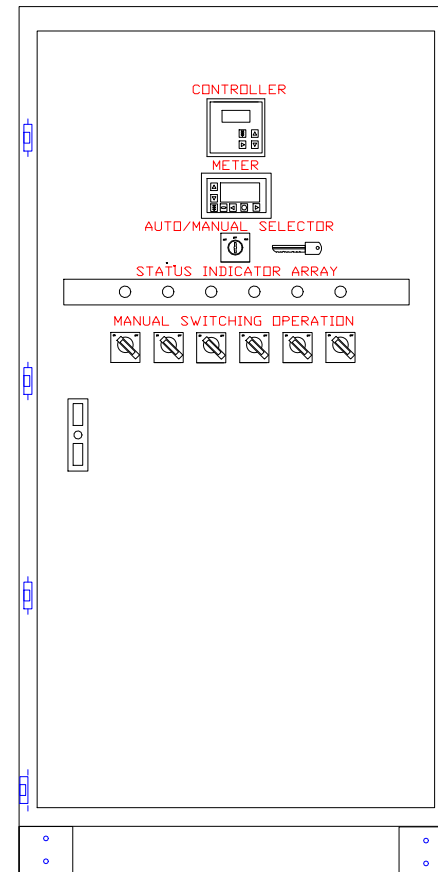 CONTROLLER
METER
AUTO/MANUAL SELECTOR
STATUS INDICATOR ARRAY
MANUAL SWITCHING OPERATION